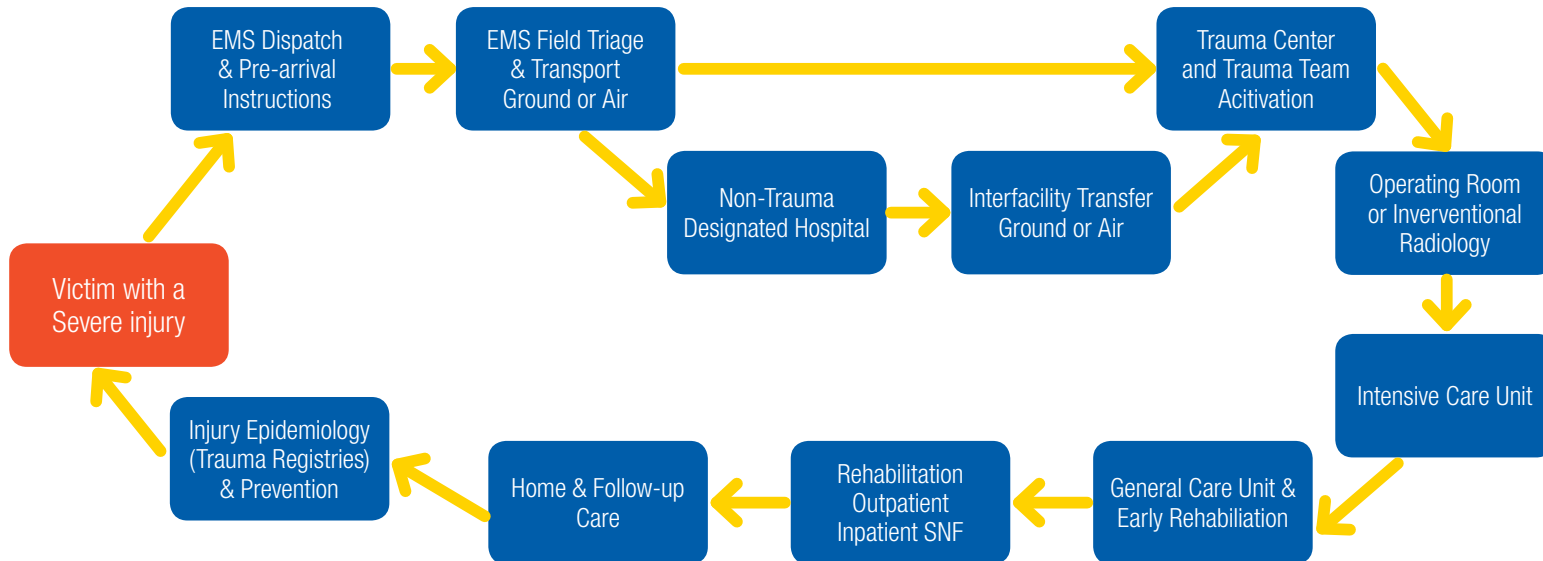 EMS Dispatch
& Pre-arrival
Instructions
EMS Field Triage
& Transport
Ground or Air
Trauma Center
and Trauma Team
Acitivation
Non-Trauma
Designated Hospital
Interfacility Transfer
Ground or Air
Operating Room
or Inverventional
Radiology
Victim with a
Severe injury
Intensive Care Unit
Injury Epidemiology
(Trauma Registries)
& Prevention
Home & Follow-up
Care
Rehabilitation
Outpatient
Inpatient SNF
General Care Unit &
Early Rehabiliation